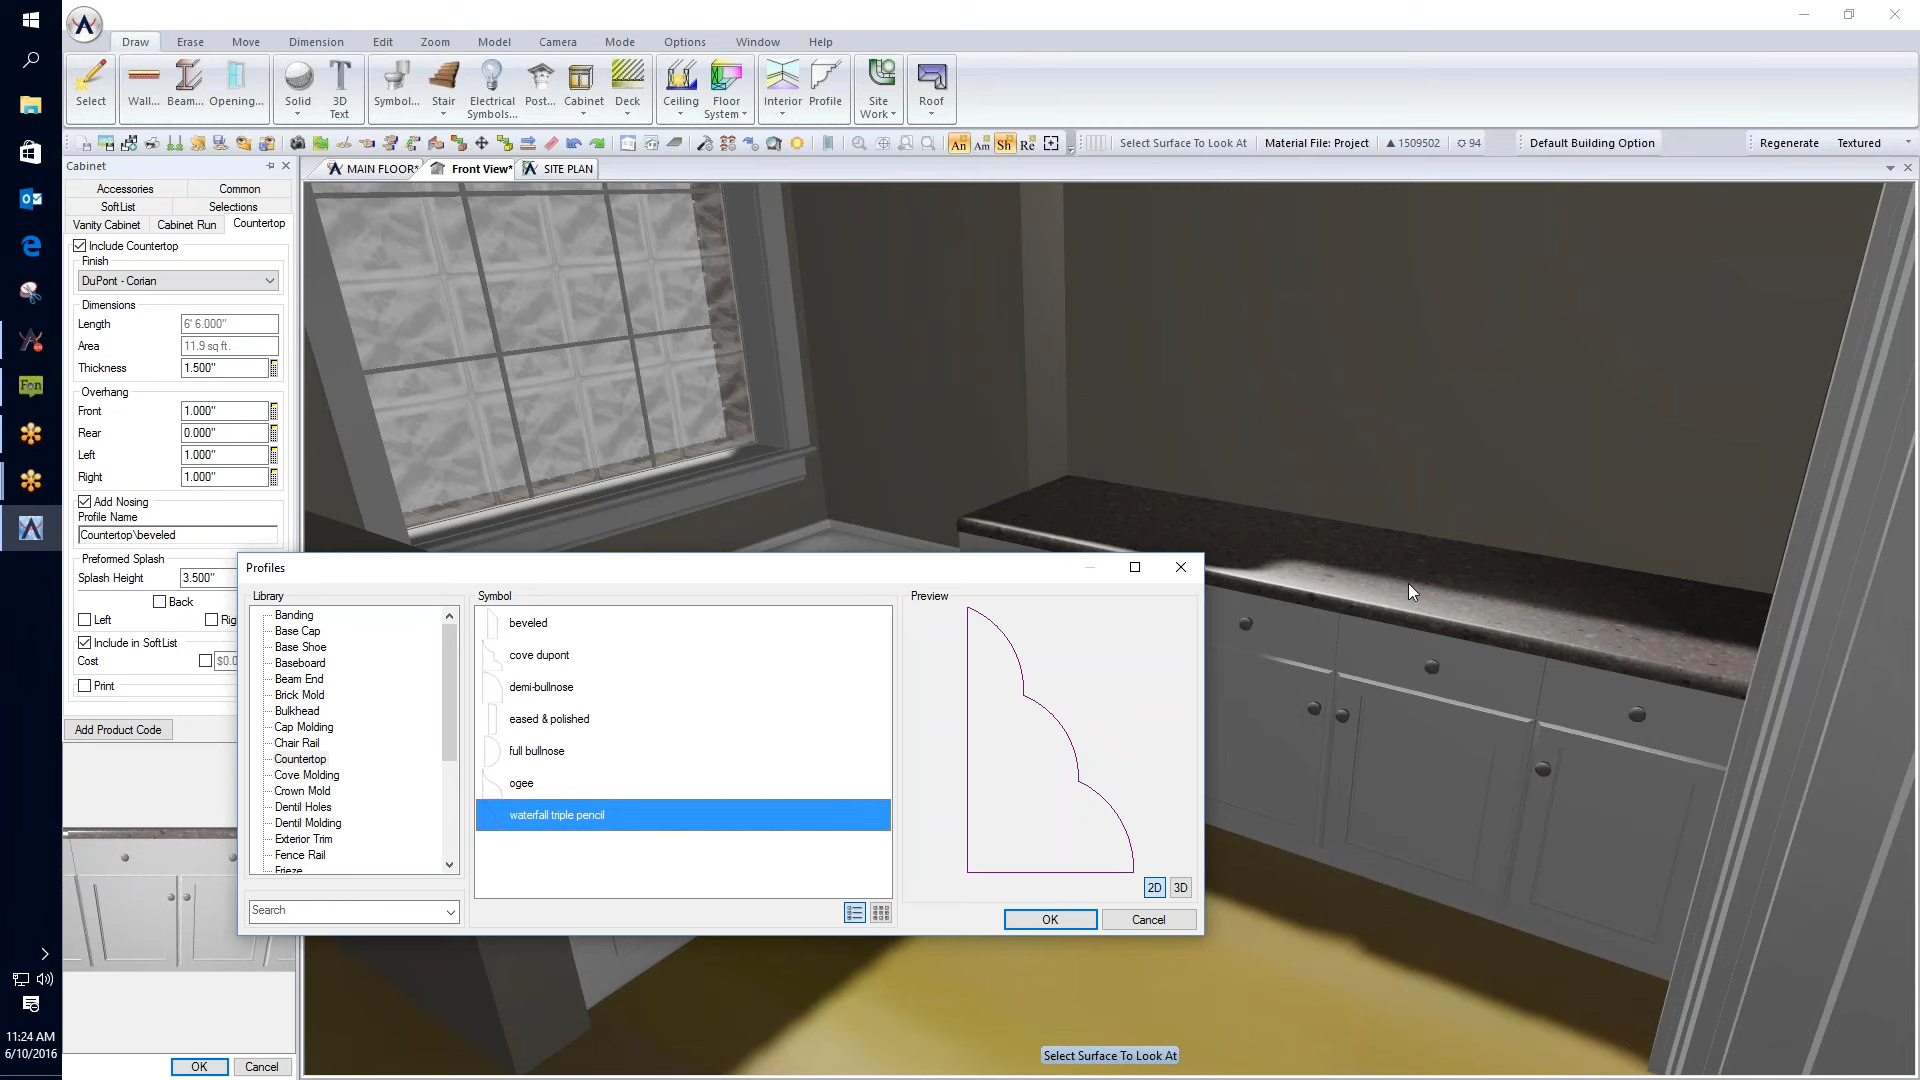 Draw Erase Move Dimension Edit Zoom Model Camera Mode Options Window Help
Select Wall... Beam... Opening... Solid 3D Text Symbol... Stair Electrical Symbols... Post... Cabinet Deck Ceiling Floor System Interior Profile Site Work Roof
An Am Sh Re Select Surface To Look At Material File: Project 1509502 94 Default Building Option Regenerate Textured
Cabinet
MAIN FLOOR* Front View* SITE PLAN
Accessories Common
SoftList Selections
Vanity Cabinet Cabinet Run Countertop
Include Countertop
Finish
DuPont - Corian
Dimensions
Length 6' 6.000"
Area 11.9 sq ft.
Thickness 1.500"
Overhang
Front 1.000"
Rear 0.000"
Left 1.000"
Right 1.000"
Add Nosing
Profile Name
Countertop\beveled
Preformed Splash
Splash Height 3.500"
Back
Left Rig
Include in SoftList
Cost $0.0
Print
Add Product Code
OK Cancel
Profiles
Library
Banding
Base Cap
Base Shoe
Baseboard
Beam End
Brick Mold
Bulkhead
Cap Molding
Chair Rail
Countertop
Cove Molding
Crown Mold
Dentil Holes
Dentil Molding
Exterior Trim
Fence Rail
Frieze
Search
Symbol
beveled
cove dupont
demi-bullnose
eased & polished
full bullnose
ogee
waterfall triple pencil
Preview
2D 3D
OK Cancel
Select Surface To Look At
Fon
11:24 AM
6/10/2016